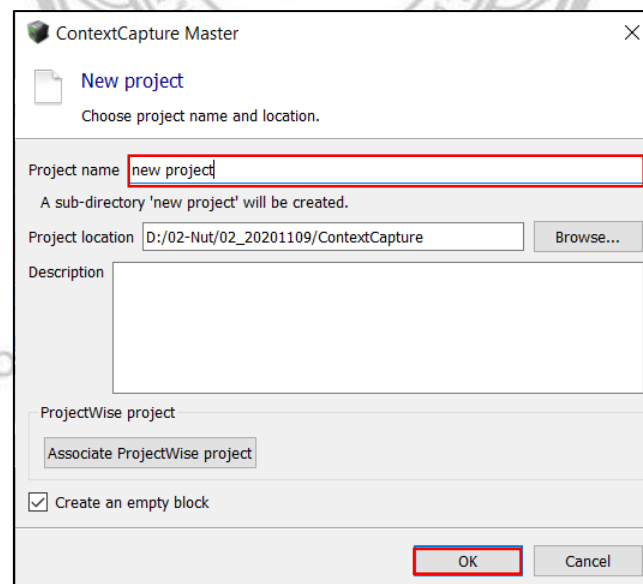 ContextCapture Master
New project
Choose project name and location.
Project name new project
A sub-directory 'new project' will be created.
Project location D:/02-Nut/02_20201109/ContextCapture Browse...
Description
ProjectWise project
Associate ProjectWise project
Create an empty block
OK Cancel